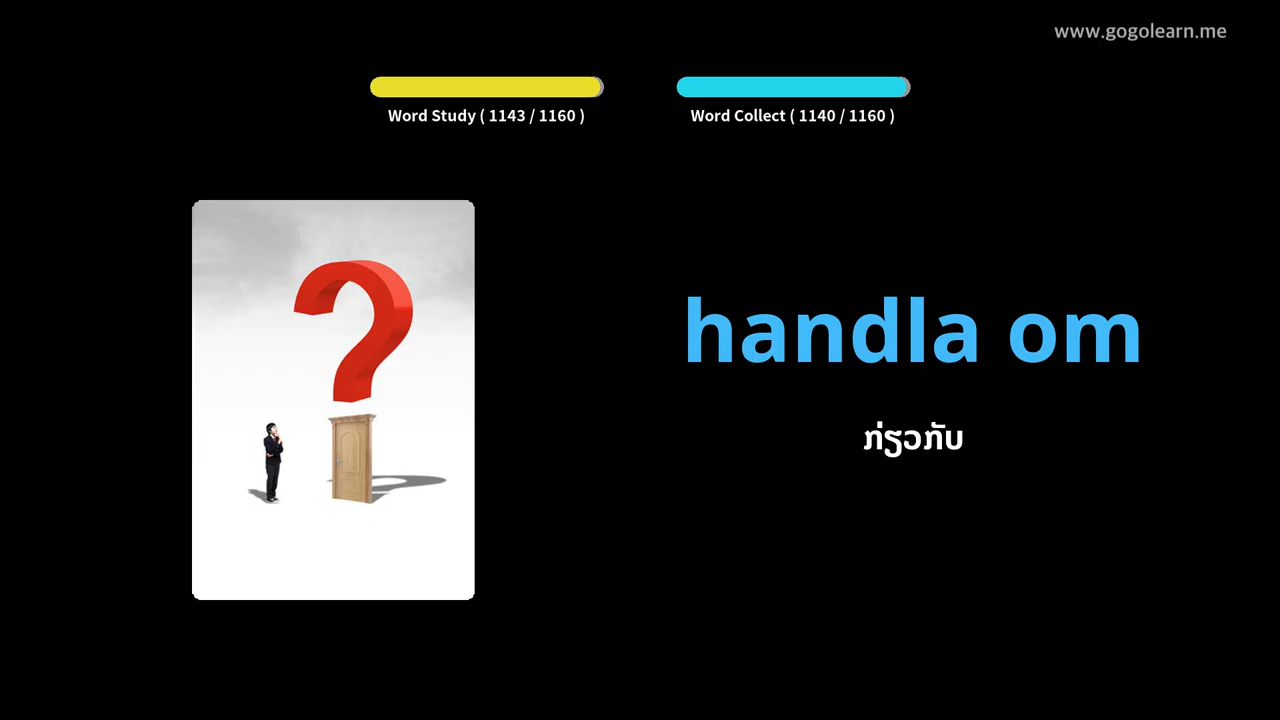 www.gogolearn.me
Word Study ( 1143 / 1160 )
Word Collect ( 1140 / 1160 )
handla om
ກ່ຽວກັບ